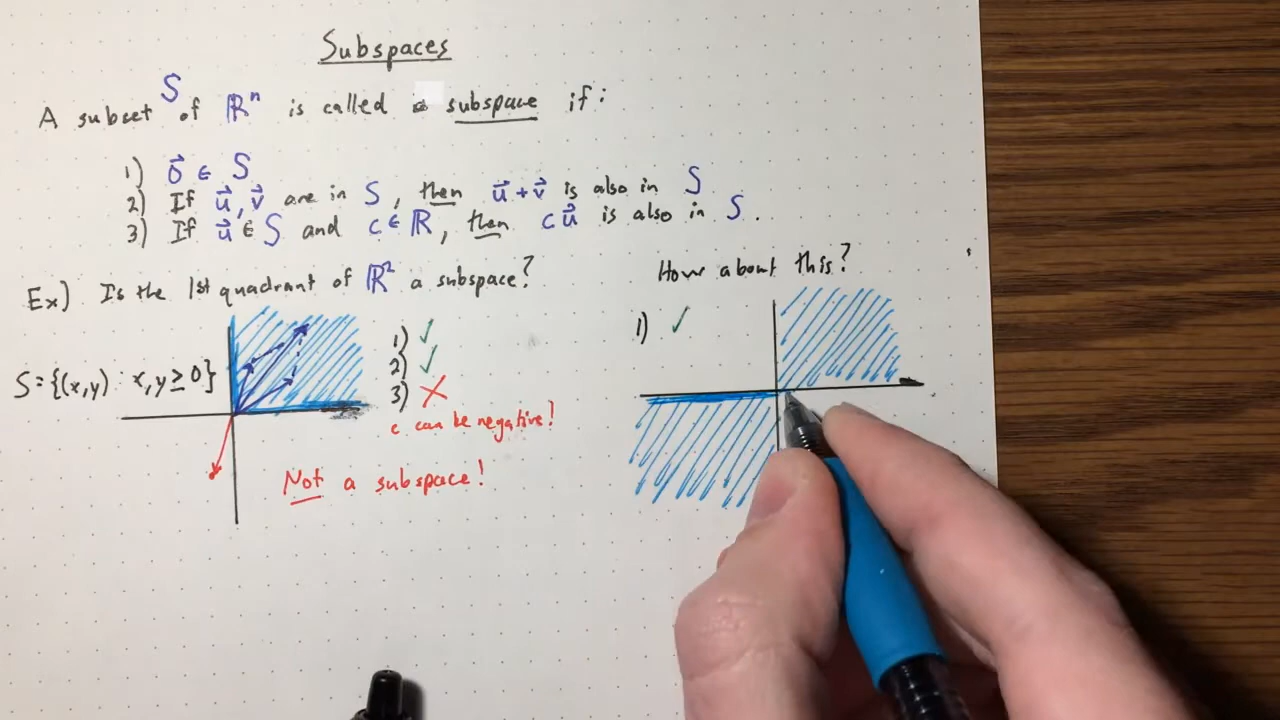 Subspaces
A subset S of ℝⁿ is called a subspace if:
1) 0⃗ ∈ S
2) If u⃗, v⃗ are in S, then u⃗ + v⃗ is also in S
3) If u⃗ ∈ S and c ∈ ℝ, then c u⃗ is also in S.
Ex) Is the 1st quadrant of ℝ² a subspace?
S = {(x,y) : x,y ≥ 0}
1) ✓
2) ✓
3) ✗
c can be negative!
Not a subspace!
How about this?
1) ✓